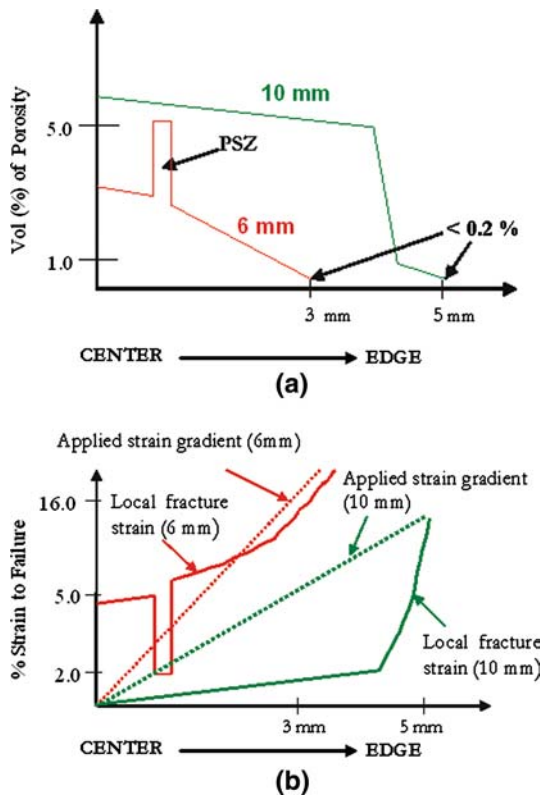 10 mm
5.0
PSZ
6 mm
< 0.2 %
1.0
Vol (%) of Porosity
3 mm
5 mm
CENTER
EDGE
(a)
Applied strain gradient (6mm)
16.0
Local fracture
strain (6 mm)
Applied strain gradient
(10 mm)
5.0
% Strain to Failure
2.0
Local fracture
strain (10 mm)
3 mm
5 mm
CENTER
EDGE
(b)